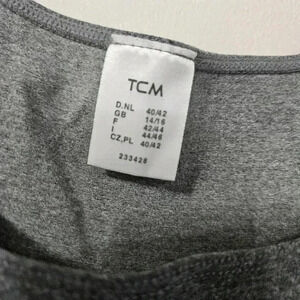 TCM
D.NL 40/42
GB 14/16
F 42/44
I 44/46
CZ,PL 40/42
233428